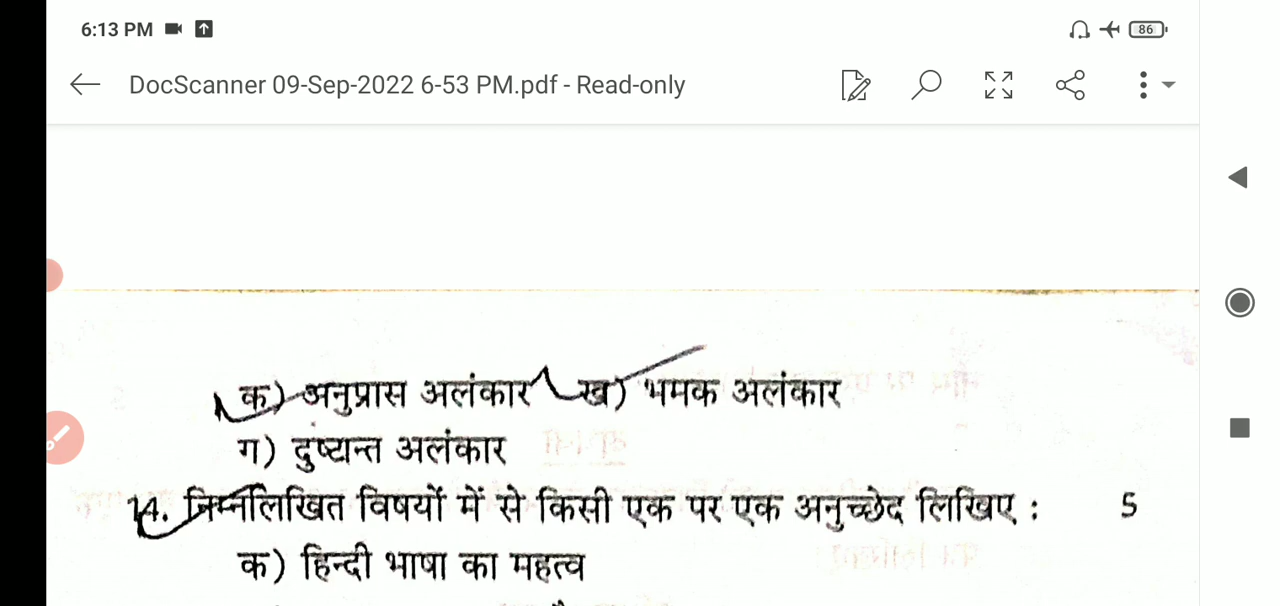 6:13 PM 86
DocScanner 09-Sep-2022 6-53 PM.pdf - Read-only
क) अनुप्रास अलंकार ख) भमक अलंकार
ग) दुष्यन्त अलंकार
14. निम्नलिखित विषयों में से किसी एक पर एक अनुच्छेद लिखिए : 5
क) हिन्दी भाषा का महत्व